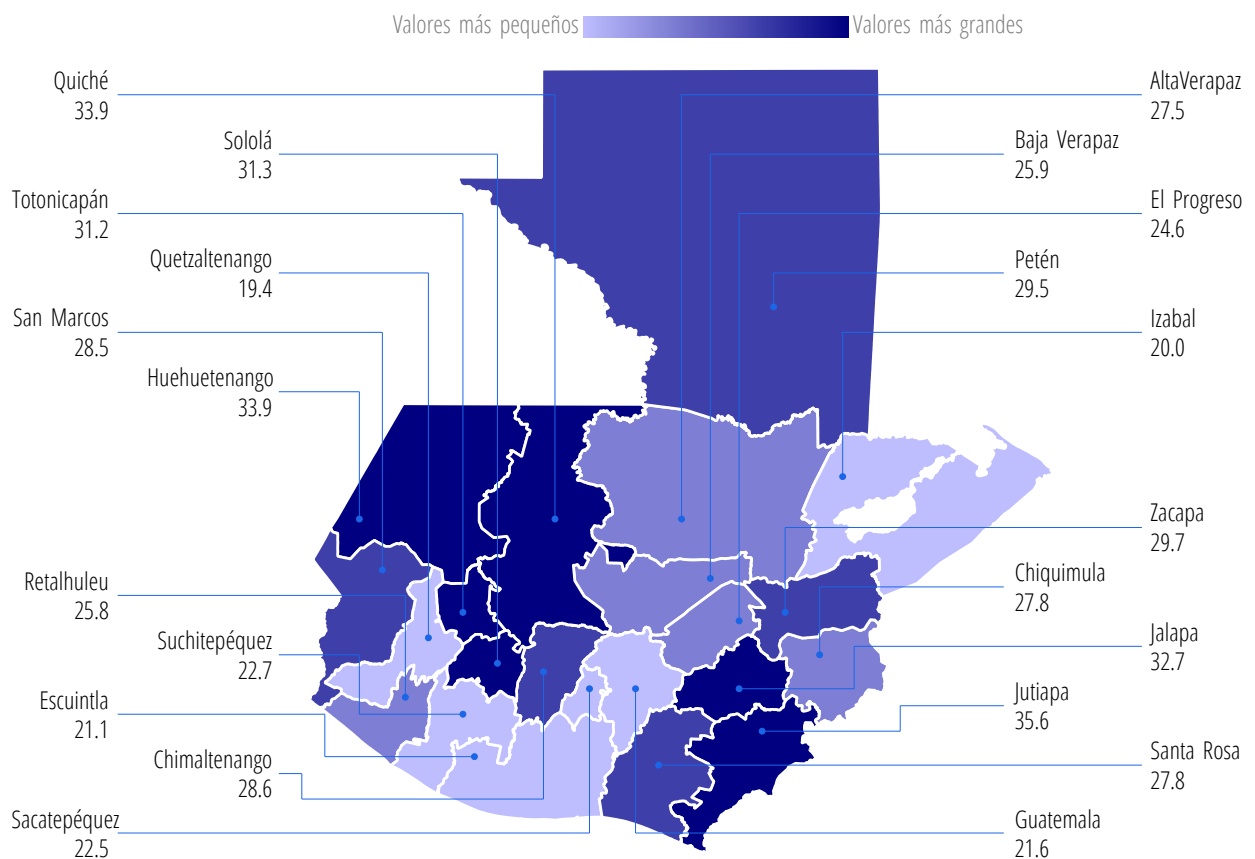 Valores más pequeños
Valores más grandes
Quiché
33.9
Sololá
31.3
Totonicapán
31.2
Quetzaltenango
19.4
San Marcos
28.5
Huehuetenango
33.9
Retalhuleu
25.8
Suchitepéquez
22.7
Escuintla
21.1
Chimaltenango
28.6
Sacatepéquez
22.5
AltaVerapaz
27.5
Baja Verapaz
25.9
El Progreso
24.6
Petén
29.5
Izabal
20.0
Zacapa
29.7
Chiquimula
27.8
Jalapa
32.7
Jutiapa
35.6
Santa Rosa
27.8
Guatemala
21.6